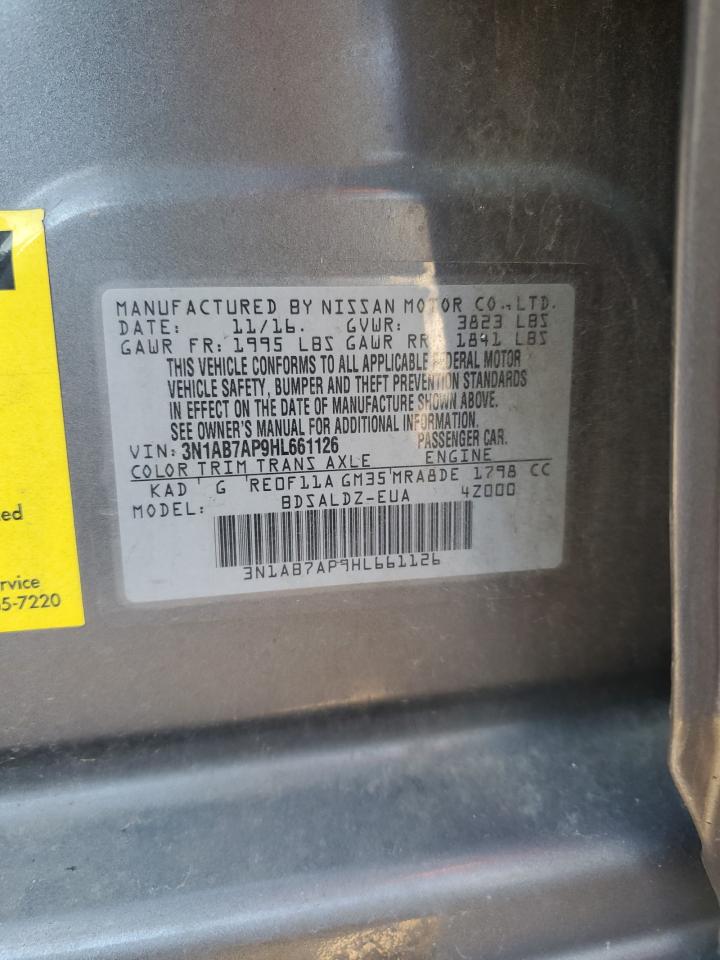 MANUFACTURED BY NISSAN MOTOR CO.,LTD.
DATE: 11/16. GVWR: 3823 LBS
GAWR FR: 1995 LBS GAWR RR: 1841 LBS
THIS VEHICLE CONFORMS TO ALL APPLICABLE FEDERAL MOTOR
VEHICLE SAFETY, BUMPER AND THEFT PREVENTION STANDARDS
IN EFFECT ON THE DATE OF MANUFACTURE SHOWN ABOVE.
SEE OWNER'S MANUAL FOR ADDITIONAL INFORMATION.
VIN: 3N1AB7AP9HL661126 PASSENGER CAR.
COLOR TRIM TRANS AXLE ENGINE
KAD G RE0F11A GM35 MRA8DE 1798 CC
MODEL: BDSALDZ-EUA 4Z000
3N1AB7AP9HL661126
5-7220